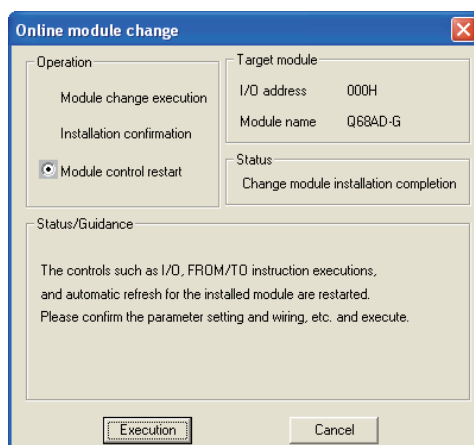 Online module change
Operation
Module change execution
Installation confirmation
Module control restart
Target module
I/O address 000H
Module name Q68AD-G
Status
Change module installation completion
Status/Guidance
The controls such as I/O, FROM/TO instruction executions,
and automatic refresh for the installed module are restarted.
Please confirm the parameter setting and wiring, etc. and execute.
Execution Cancel